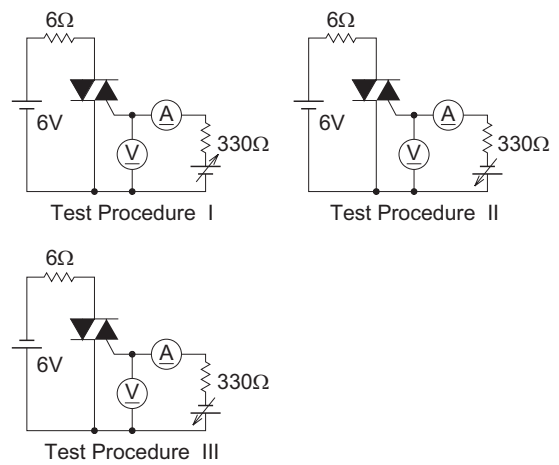 6Ω
6V
A
V
330Ω
Test Procedure I
6Ω
6V
A
V
330Ω
Test Procedure II
6Ω
6V
A
V
330Ω
Test Procedure III